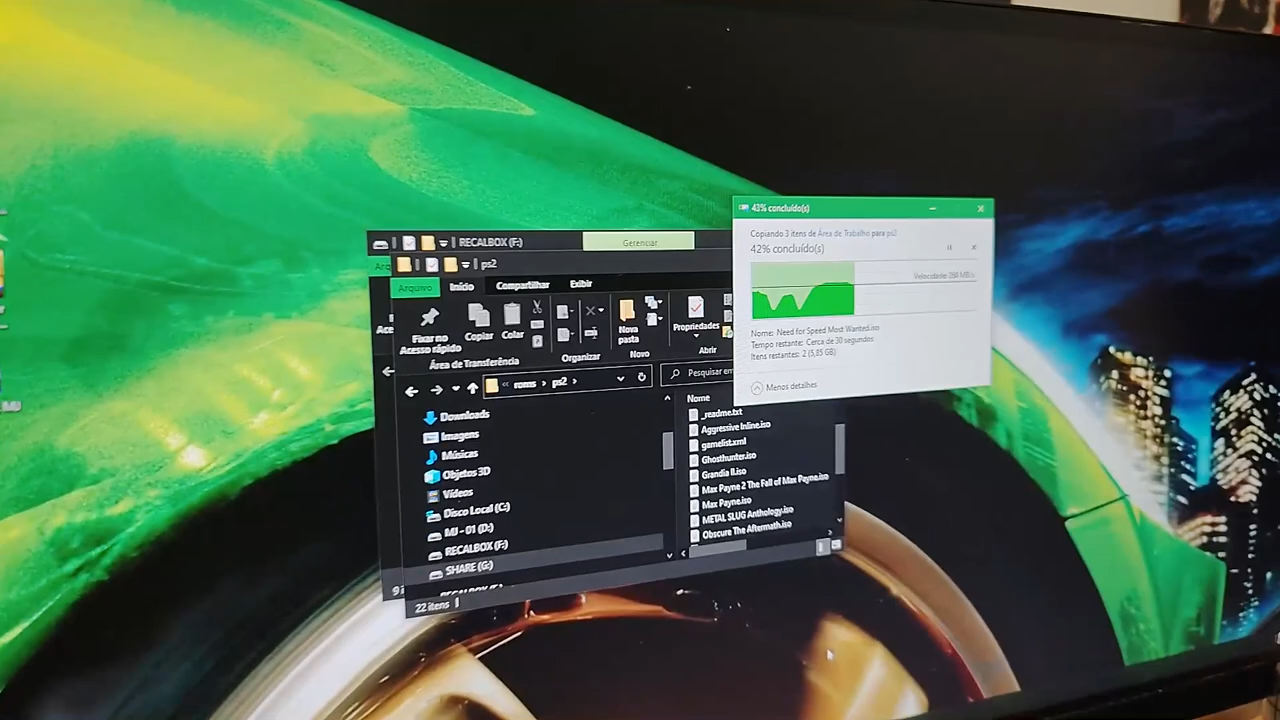 RECALBOX (F:)
Gerenciar
ps2
Arquivo
Início
Compartilhar
Exibir
Fixar no
Acesso rápido
Copiar
Colar
Nova
pasta
Propriedades
Área de Transferência
Organizar
Novo
Abrir
roms
ps2
Pesquisar em
Downloads
Imagens
Músicas
Objetos 3D
Vídeos
Disco Local (C:)
MJ - 01 (D:)
RECALBOX (F:)
SHARE (G:)
22 itens
Nome
_readme.txt
Aggressive Inline.iso
gamelist.xml
Ghosthunter.iso
Grandia II.iso
Max Payne 2 The Fall of Max Payne.iso
Max Payne.iso
METAL SLUG Anthology.iso
Obscure The Aftermath.iso
43% concluído(s)
Copiando 3 itens de Área de Trabalho para ps2
42% concluído(s)
Nome: Need for Speed Most Wanted.iso
Tempo restante: Cerca de 30 segundos
Itens restantes: 2 (5,85 GB)
Menos detalhes